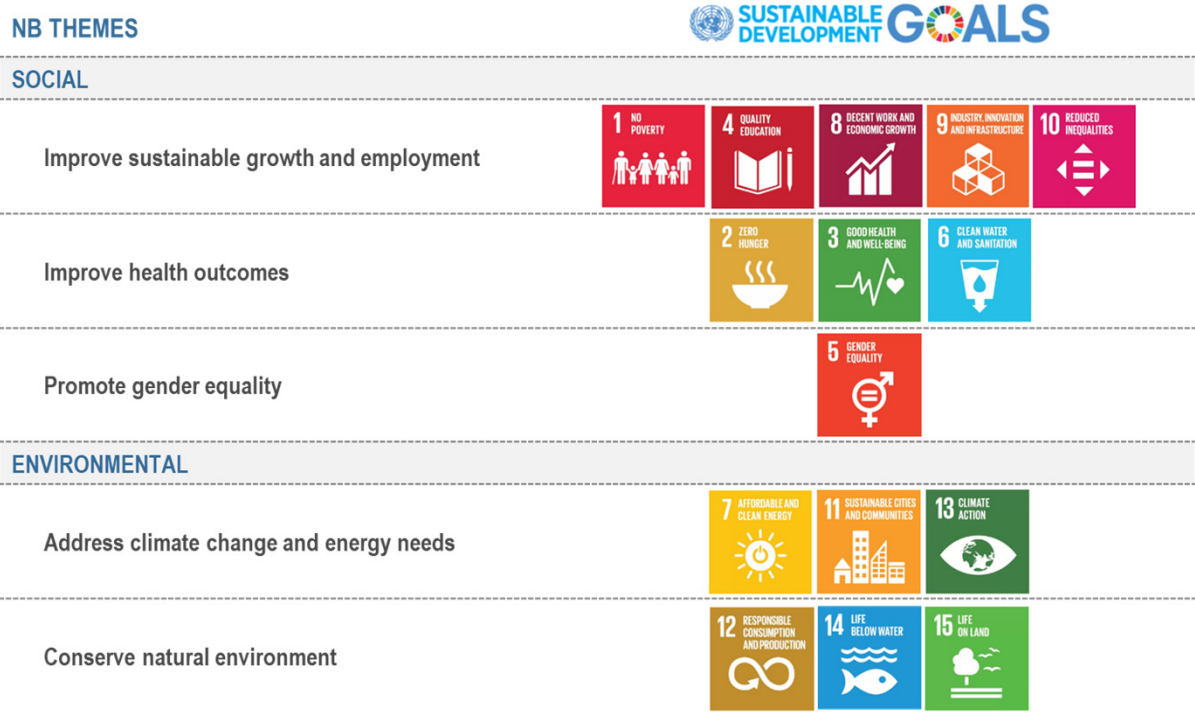 NB THEMES
SUSTAINABLE
DEVELOPMENT GOALS
SOCIAL
Improve sustainable growth and employment
1 NO
POVERTY
4 QUALITY
EDUCATION
8 DECENT WORK AND
ECONOMIC GROWTH
9 INDUSTRY, INNOVATION
AND INFRASTRUCTURE
10 REDUCED
INEQUALITIES
Improve health outcomes
2 ZERO
HUNGER
3 GOOD HEALTH
AND WELL-BEING
6 CLEAN WATER
AND SANITATION
Promote gender equality
5 GENDER
EQUALITY
ENVIRONMENTAL
Address climate change and energy needs
7 AFFORDABLE AND
CLEAN ENERGY
11 SUSTAINABLE CITIES
AND COMMUNITIES
13 CLIMATE
ACTION
Conserve natural environment
12 RESPONSIBLE
CONSUMPTION
AND PRODUCTION
14 LIFE
BELOW WATER
15 LIFE
ON LAND